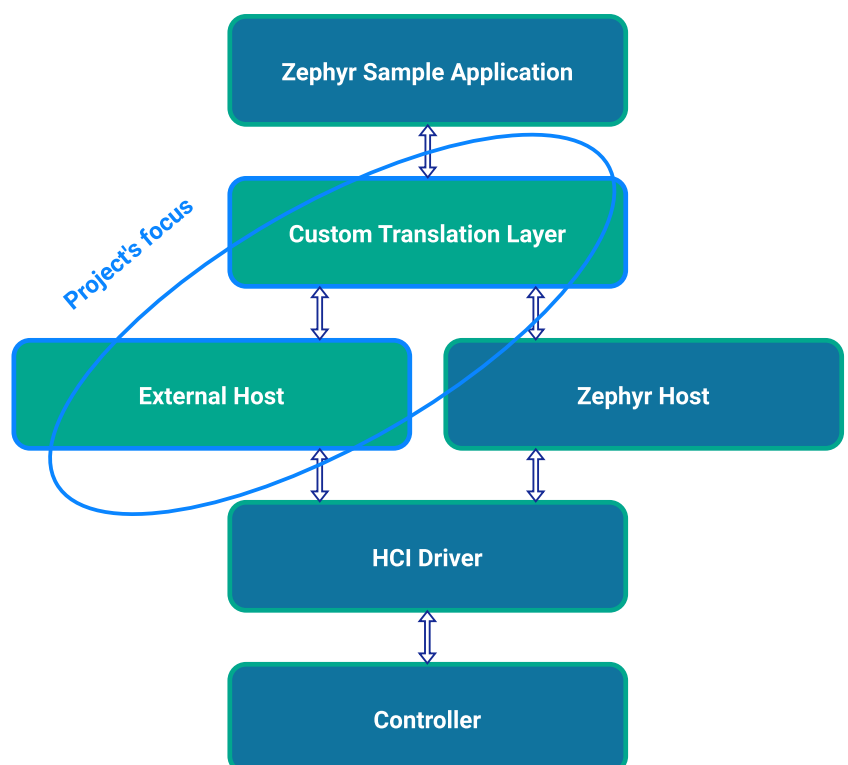 Zephyr Sample Application
Project's focus
Custom Translation Layer
External Host
Zephyr Host
HCI Driver
Controller